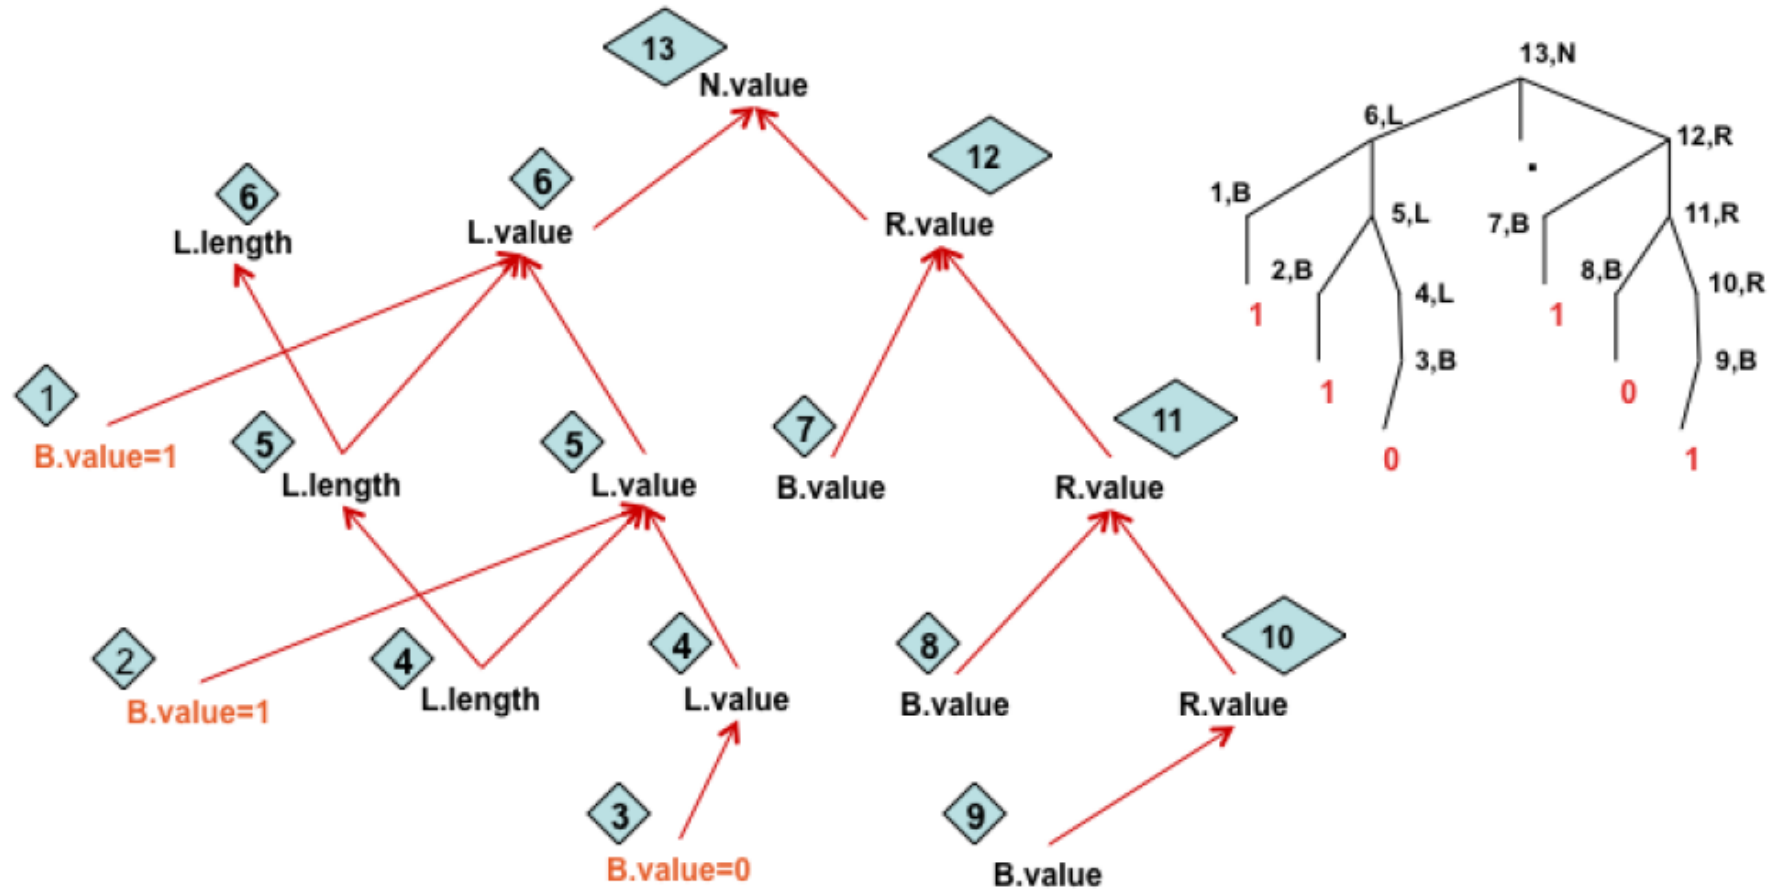 13
N.value
13,N
6,L
12,R
.
12
6
6
L.length
L.value
R.value
1,B
5,L
7,B
11,R
2,B
4,L
8,B
10,R
1
1
3,B
9,B
1
0
0
1
1
B.value=1
5
L.length
5
L.value
7
B.value
11
R.value
2
B.value=1
4
L.length
4
L.value
8
B.value
10
R.value
3
B.value=0
9
B.value